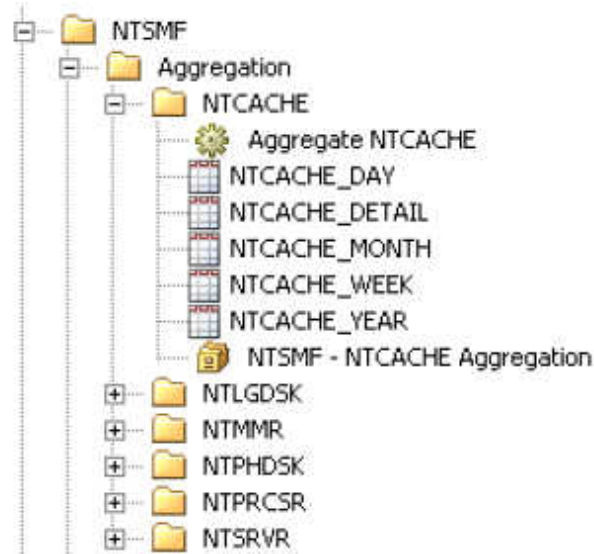 NTSMF
Aggregation
NTCACHE
Aggregate NTCACHE
NTCACHE_DAY
NTCACHE_DETAIL
NTCACHE_MONTH
NTCACHE_WEEK
NTCACHE_YEAR
NTSMF - NTCACHE Aggregation
NTLGDSK
NTMMR
NTPHDSK
NTPRCSR
NTSRVR